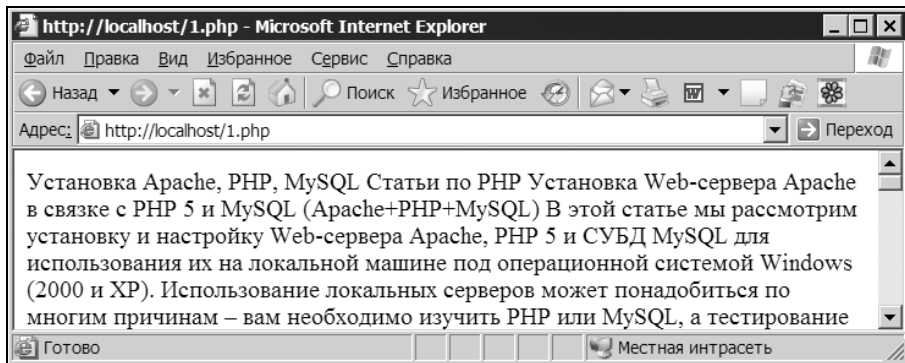 http://localhost/1.php - Microsoft Internet Explorer
Файл Правка Вид Избранное Сервис Справка
Назад Поиск Избранное
Адрес: http://localhost/1.php Переход
Установка Apache, PHP, MySQL Статьи по PHP Установка Web-сервера Apache
в связке с PHP 5 и MySQL (Apache+PHP+MySQL) В этой статье мы рассмотрим
установку и настройку Web-сервера Apache, PHP 5 и СУБД MySQL для
использования их на локальной машине под операционной системой Windows
(2000 и XP). Использование локальных серверов может понадобиться по
многим причинам – вам необходимо изучить PHP или MySQL, а тестирование
Готово Местная интрасеть